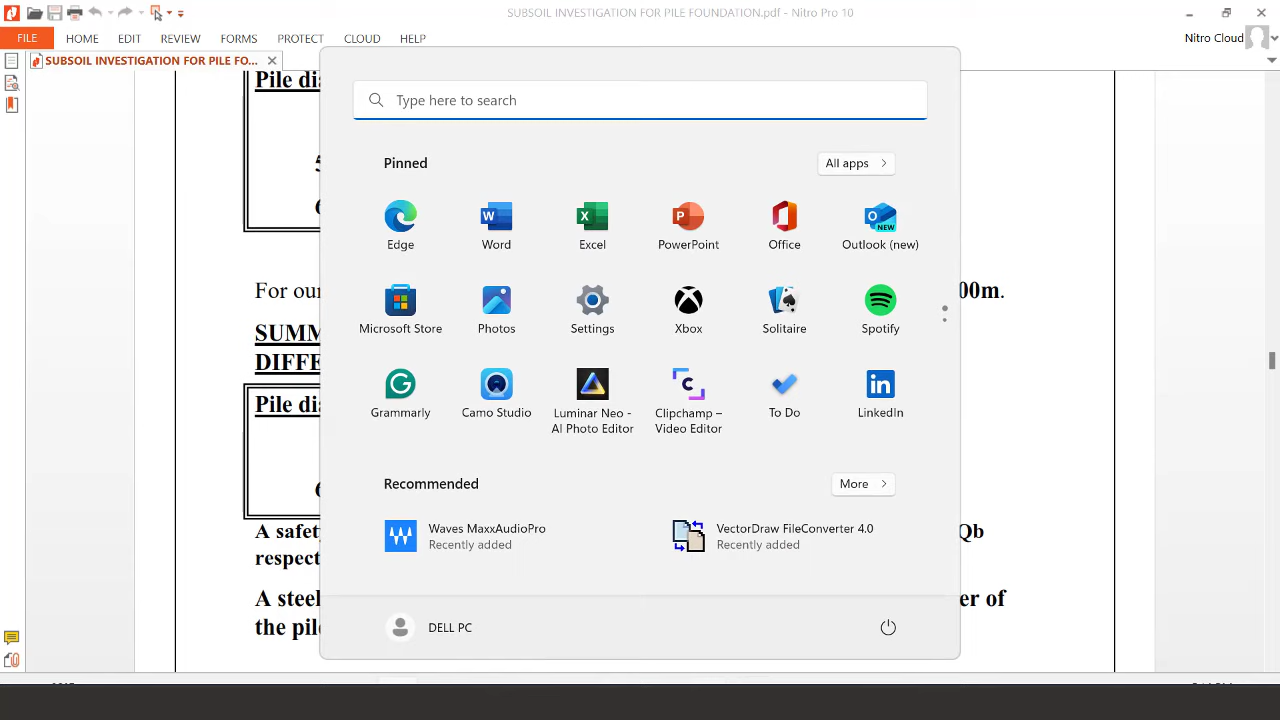 SUBSOIL INVESTIGATION FOR PILE FOUNDATION.pdf - Nitro Pro 10
FILE HOME EDIT REVIEW FORMS PROTECT CLOUD HELP
Nitro Cloud
SUBSOIL INVESTIGATION FOR PILE FO...
Pile dia
For our
00m.
SUMM
DIFFE
Pile dia
A safet
Qb
respect
A steel
er of
the pil
Type here to search
Pinned
All apps
Edge
Word
Excel
PowerPoint
Office
Outlook (new)
Microsoft Store
Photos
Settings
Xbox
Solitaire
Spotify
Grammarly
Camo Studio
Luminar Neo -
AI Photo Editor
Clipchamp –
Video Editor
To Do
LinkedIn
Recommended
More
Waves MaxxAudioPro
Recently added
VectorDraw FileConverter 4.0
Recently added
DELL PC